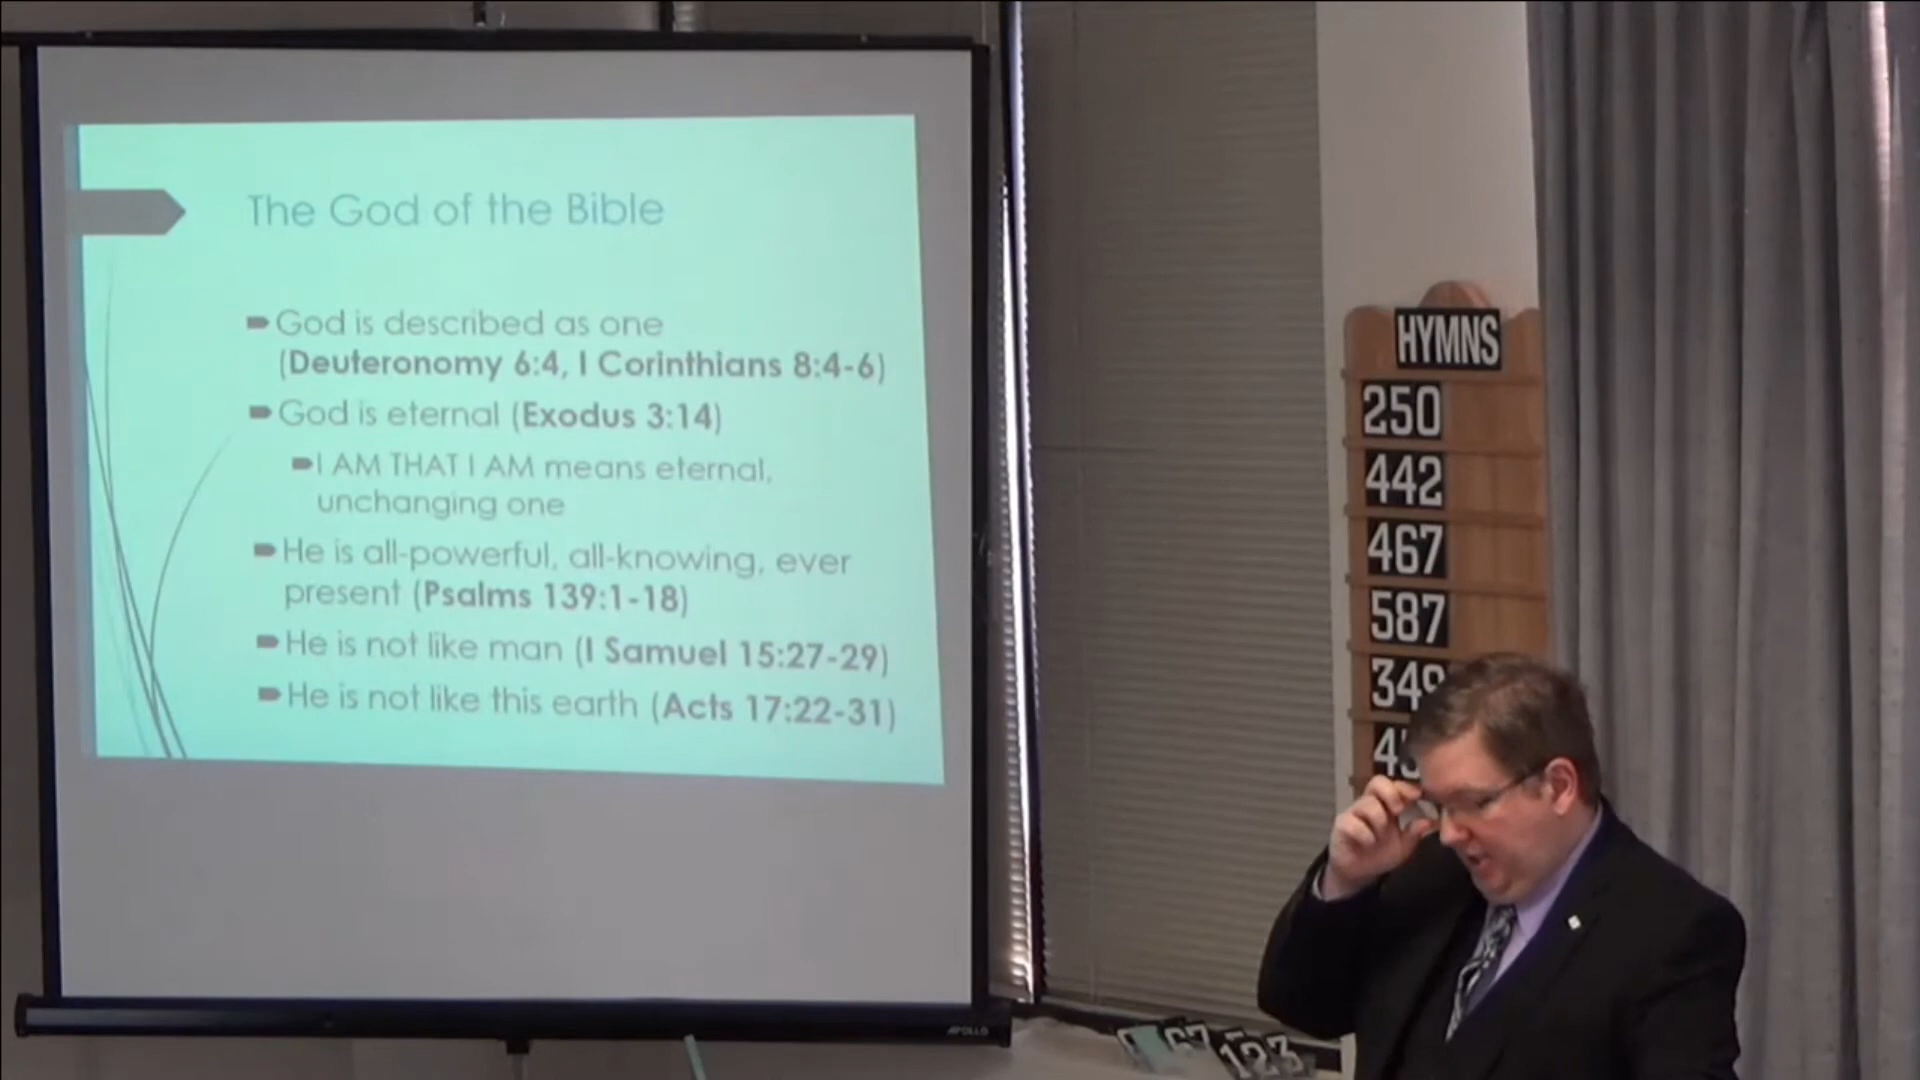 The God of the Bible
God is described as one
(Deuteronomy 6:4, I Corinthians 8:4-6)
God is eternal (Exodus 3:14)
I AM THAT I AM means eternal,
unchanging one
He is all-powerful, all-knowing, ever
present (Psalms 139:1-18)
He is not like man (I Samuel 15:27-29)
He is not like this earth (Acts 17:22-31)
APOLLO
HYMNS
250
442
467
587
349
123